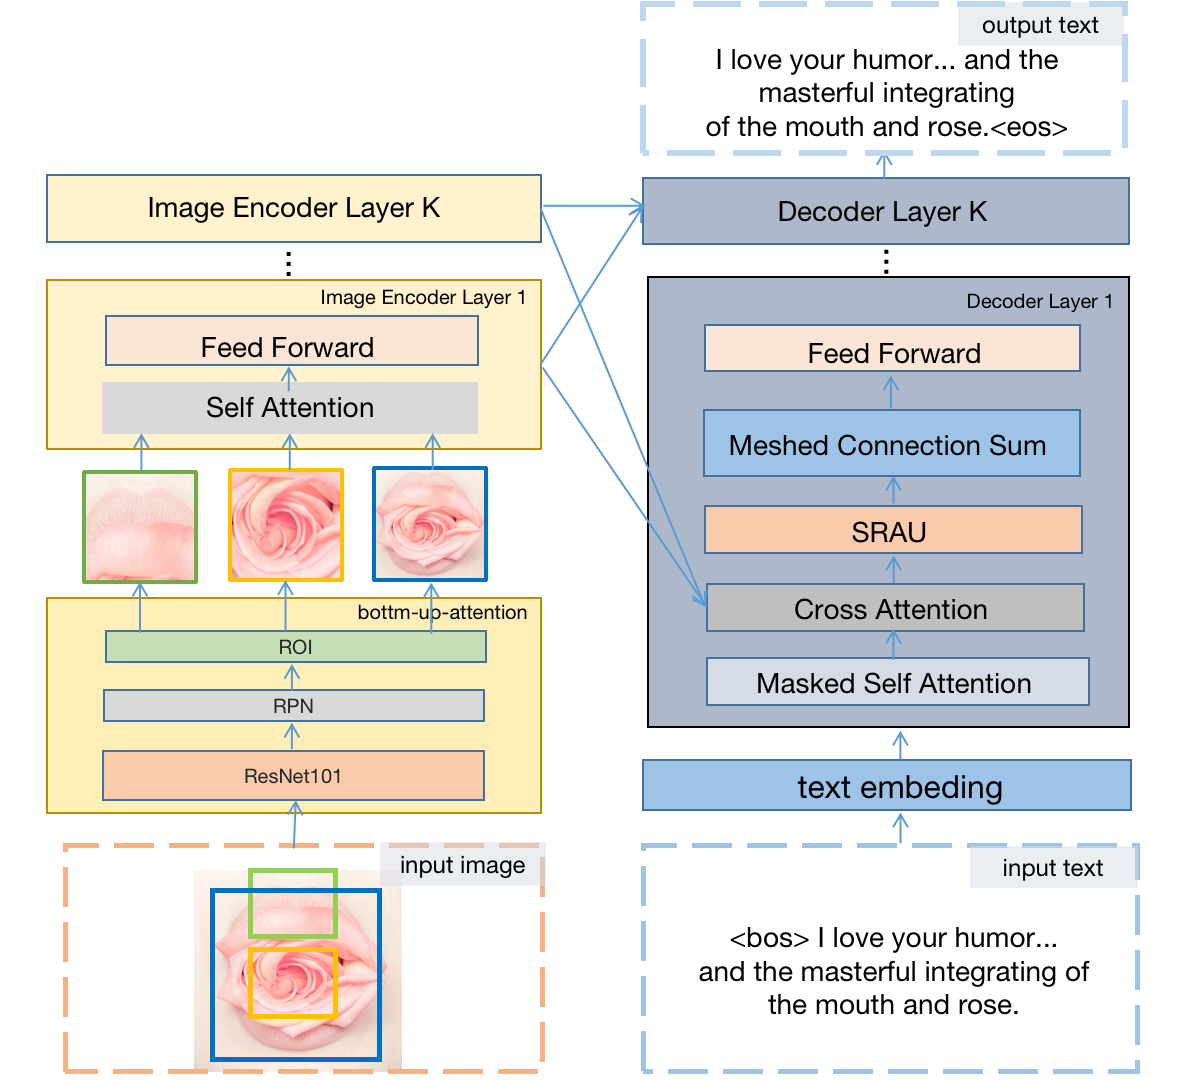 output text
I love your humor... and the
masterful integrating
of the mouth and rose.<eos>
Image Encoder Layer K
Decoder Layer K
Image Encoder Layer 1
Feed Forward
Self Attention
Decoder Layer 1
Feed Forward
Meshed Connection Sum
SRAU
Cross Attention
Masked Self Attention
bottm-up-attention
ROI
RPN
ResNet101
text embeding
input image
input text
<bos> I love your humor...
and the masterful integrating of
the mouth and rose.